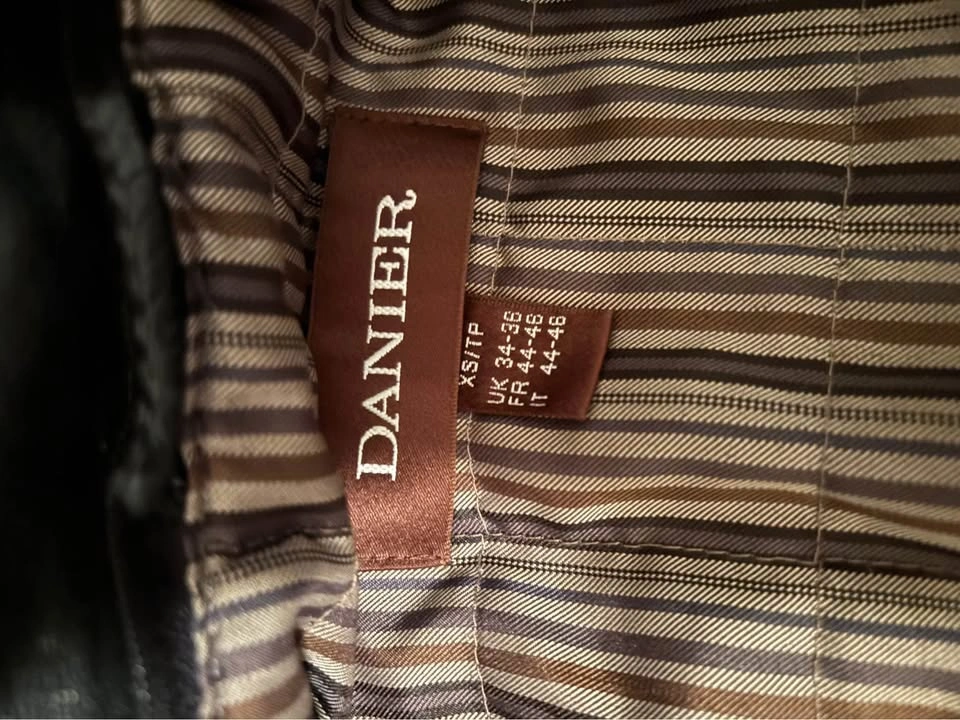 DANIER
XS/TP
UK 34-36
FR 44-46
IT 44-46